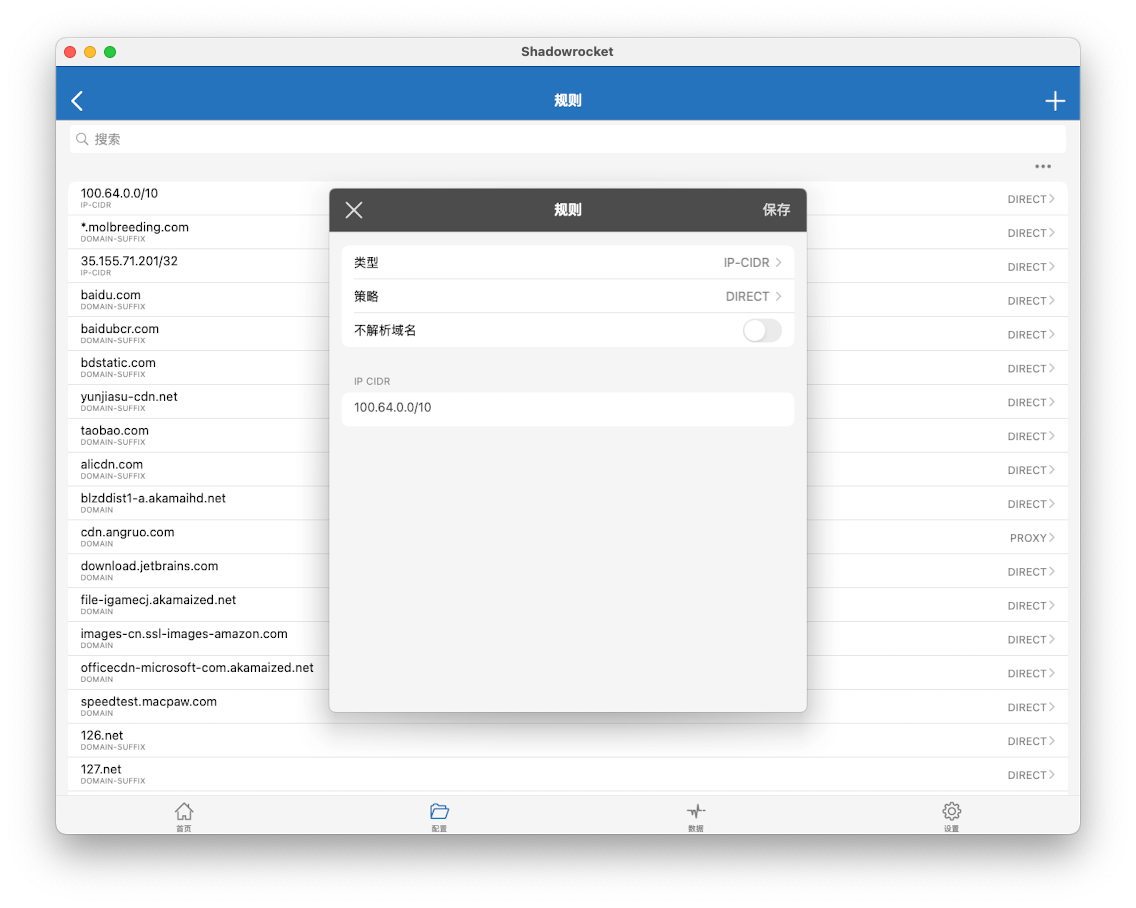 Shadowrocket
规则
搜索
100.64.0.0/10
IP-CIDR
DIRECT
*.molbreeding.com
DOMAIN-SUFFIX
DIRECT
35.155.71.201/32
IP-CIDR
DIRECT
baidu.com
DOMAIN-SUFFIX
DIRECT
baidubcr.com
DOMAIN-SUFFIX
DIRECT
bdstatic.com
DOMAIN-SUFFIX
DIRECT
yunjiasu-cdn.net
DOMAIN-SUFFIX
DIRECT
taobao.com
DOMAIN-SUFFIX
DIRECT
alicdn.com
DOMAIN-SUFFIX
DIRECT
blzddist1-a.akamaihd.net
DOMAIN
DIRECT
cdn.angruo.com
DOMAIN
PROXY
download.jetbrains.com
DOMAIN
DIRECT
file-igamecj.akamaized.net
DOMAIN
DIRECT
images-cn.ssl-images-amazon.com
DOMAIN
DIRECT
officecdn-microsoft-com.akamaized.net
DOMAIN
DIRECT
speedtest.macpaw.com
DOMAIN
DIRECT
126.net
DOMAIN-SUFFIX
DIRECT
127.net
DOMAIN-SUFFIX
DIRECT
规则
保存
类型
IP-CIDR
策略
DIRECT
不解析域名
IP CIDR
100.64.0.0/10
首页
配置
数据
设置